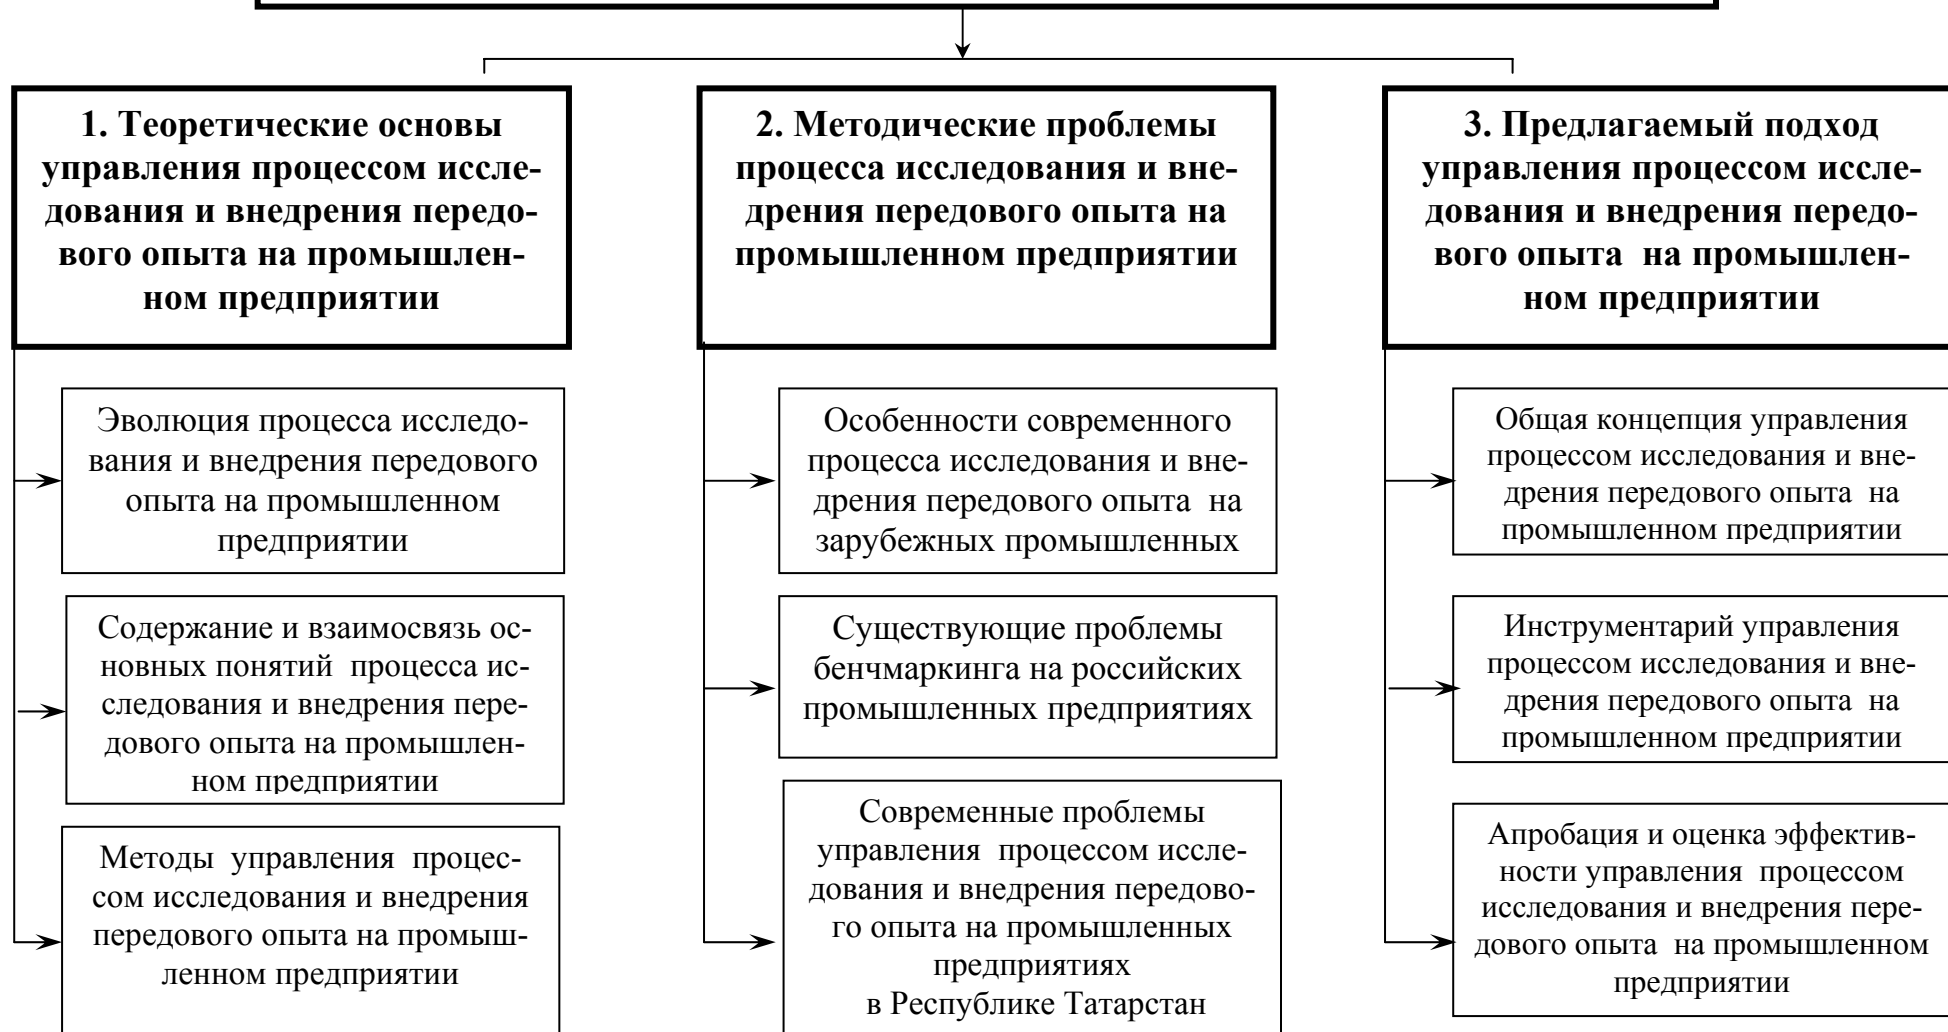 1. Теоретические основы
управления процессом иссле-
дования и внедрения передо-
вого опыта на промышлен-
ном предприятии
2. Методические проблемы
процесса исследования и вне-
дрения передового опыта на
промышленном предприятии
3. Предлагаемый подход
управления процессом иссле-
дования и внедрения передо-
вого опыта на промышлен-
ном предприятии
Эволюция процесса исследо-
вания и внедрения передового
опыта на промышленном
предприятии
Содержание и взаимосвязь ос-
новных понятий процесса ис-
следования и внедрения пере-
дового опыта на промышлен-
ном предприятии
Методы управления процес-
сом исследования и внедрения
передового опыта на промыш-
ленном предприятии
Особенности современного
процесса исследования и вне-
дрения передового опыта на
зарубежных промышленных
Существующие проблемы
бенчмаркинга на российских
промышленных предприятиях
Современные проблемы
управления процессом иссле-
дования и внедрения передово-
го опыта на промышленных
предприятиях
в Республике Татарстан
Общая концепция управления
процессом исследования и вне-
дрения передового опыта на
промышленном предприятии
Инструментарий управления
процессом исследования и вне-
дрения передового опыта на
промышленном предприятии
Апробация и оценка эффектив-
ности управления процессом
исследования и внедрения пере-
дового опыта на промышленном
предприятии